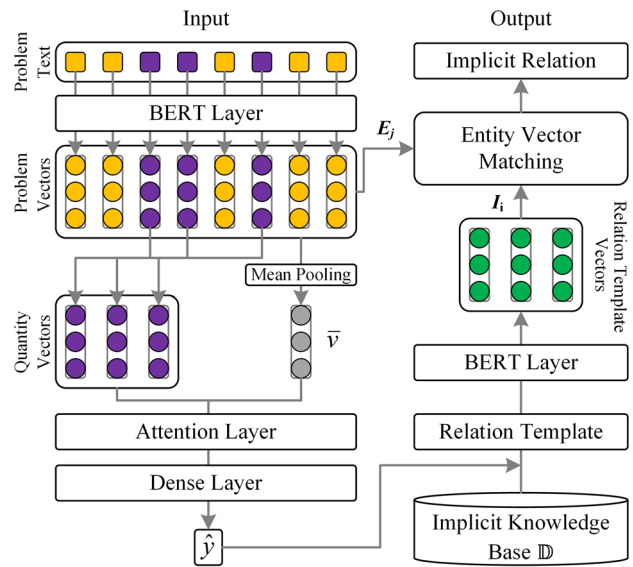 Input
Output
Problem
Text
BERT Layer
Problem
Vectors
Mean Pooling
Quantity
Vectors
v̅
Attention Layer
Dense Layer
ŷ
Implicit Relation
Entity Vector
Matching
E_j
I_i
Relation Template
Vectors
BERT Layer
Relation Template
Implicit Knowledge
Base 𝔻